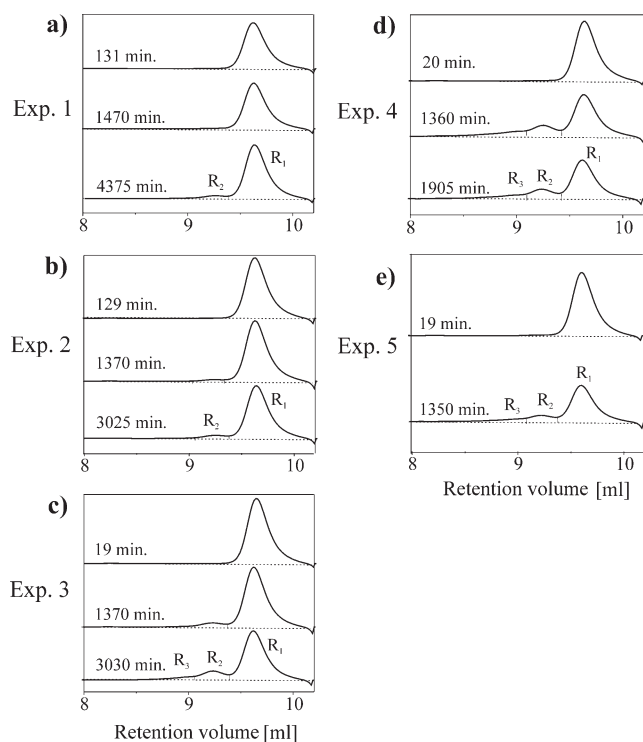 a)
Exp. 1
131 min.
1470 min.
4375 min.
R2
R1
8 9 10
b)
Exp. 2
129 min.
1370 min.
3025 min.
R2
R1
8 9 10
c)
Exp. 3
19 min.
1370 min.
3030 min.
R3
R2
R1
8 9 10
Retention volume [ml]
d)
Exp. 4
20 min.
1360 min.
1905 min.
R3
R2
R1
8 9 10
e)
Exp. 5
19 min.
1350 min.
R3
R2
R1
8 9 10
Retention volume [ml]